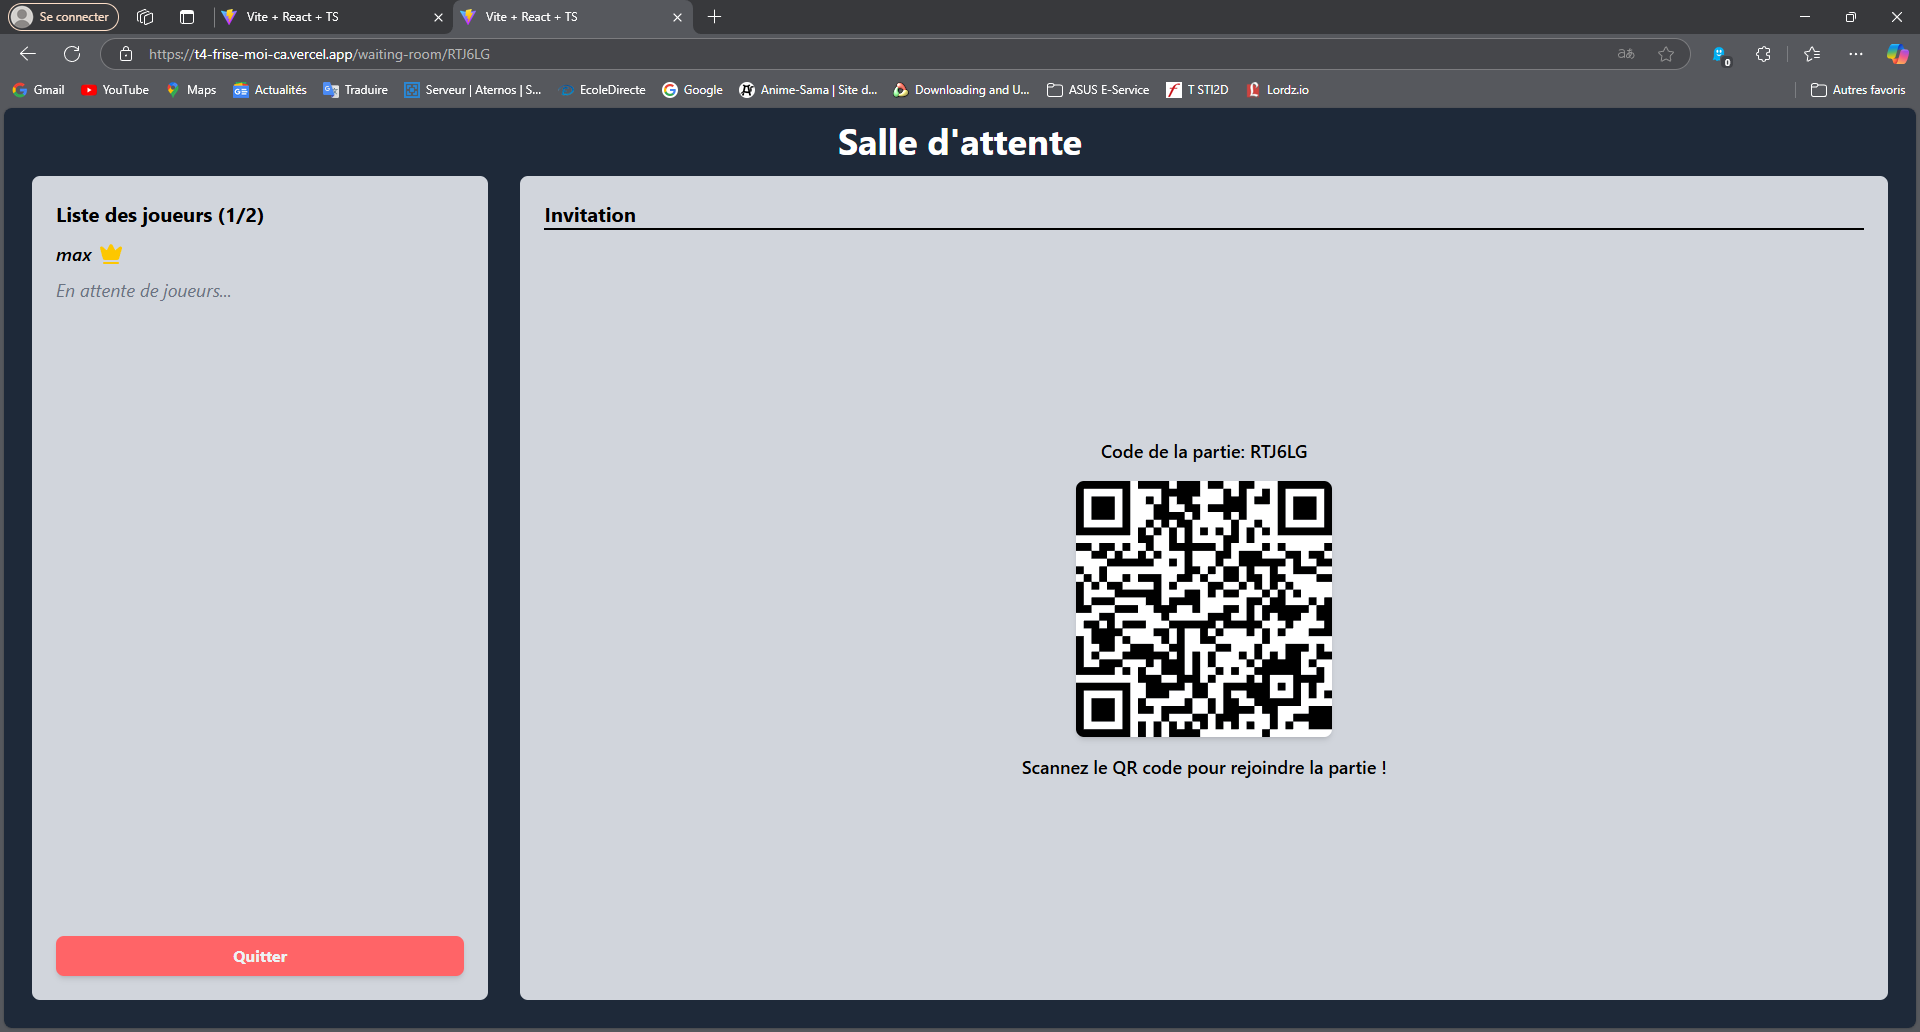 Se connecter
Vite + React + TS
Vite + React + TS
https://t4-frise-moi-ca.vercel.app/waiting-room/RTJ6LG
aあ
0
Gmail
YouTube
Maps
Actualités
Traduire
Serveur | Aternos | S...
EcoleDirecte
Google
Anime-Sama | Site d...
Downloading and U...
ASUS E-Service
T STI2D
Lordz.io
Autres favoris
Salle d'attente
Liste des joueurs (1/2)
max
En attente de joueurs...
Quitter
Invitation
Code de la partie: RTJ6LG
Scannez le QR code pour rejoindre la partie !